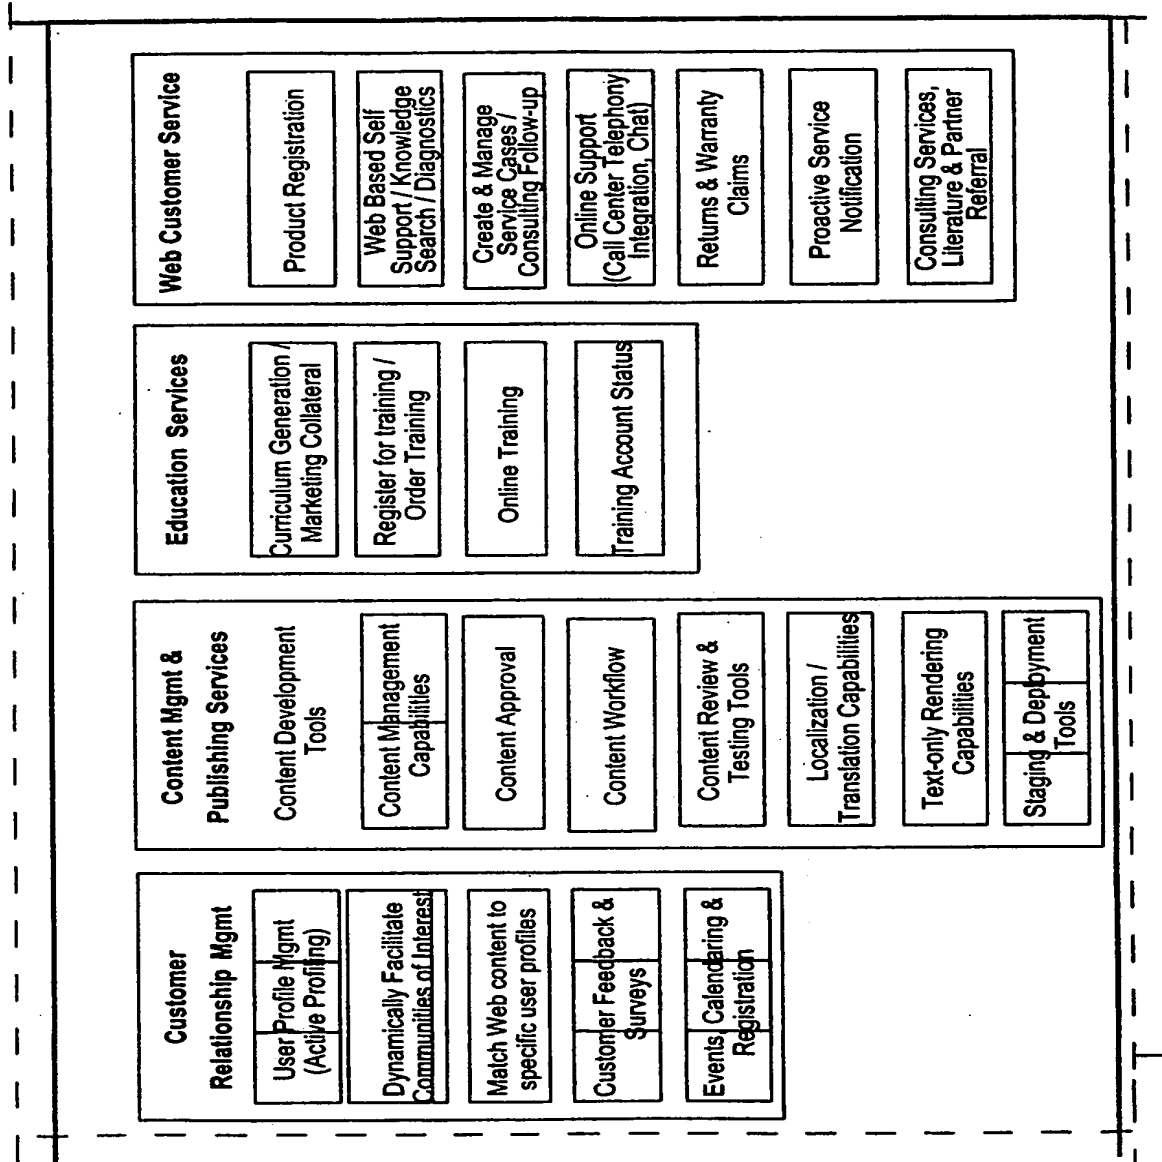 Customer
Relationship Mgmt
User Profile Mgmt
(Active Profiling)
Dynamically Facilitate
Communities of Interest
Match Web content to
specific user profiles
Customer Feedback &
Surveys
Events, Calendaring &
Registration
Content Mgmt &
Publishing Services
Content Development
Tools
Content Management
Capabilities
Content Approval
Content Workflow
Content Review &
Testing Tools
Localization /
Translation Capabilities
Text-only Rendering
Capabilities
Staging & Deployment
Tools
Education Services
Curriculum Generation /
Marketing Collateral
Register for training /
Order Training
Online Training
Training Account Status
Web Customer Service
Product Registration
Web Based Self
Support / Knowledge
Search / Diagnostics
Create & Manage
Service Cases /
Consulting Follow-up
Online Support
(Call Center Telephony
Integration, Chat)
Returns & Warranty
Claims
Proactive Service
Notification
Consulting Services,
Literature & Partner
Referral